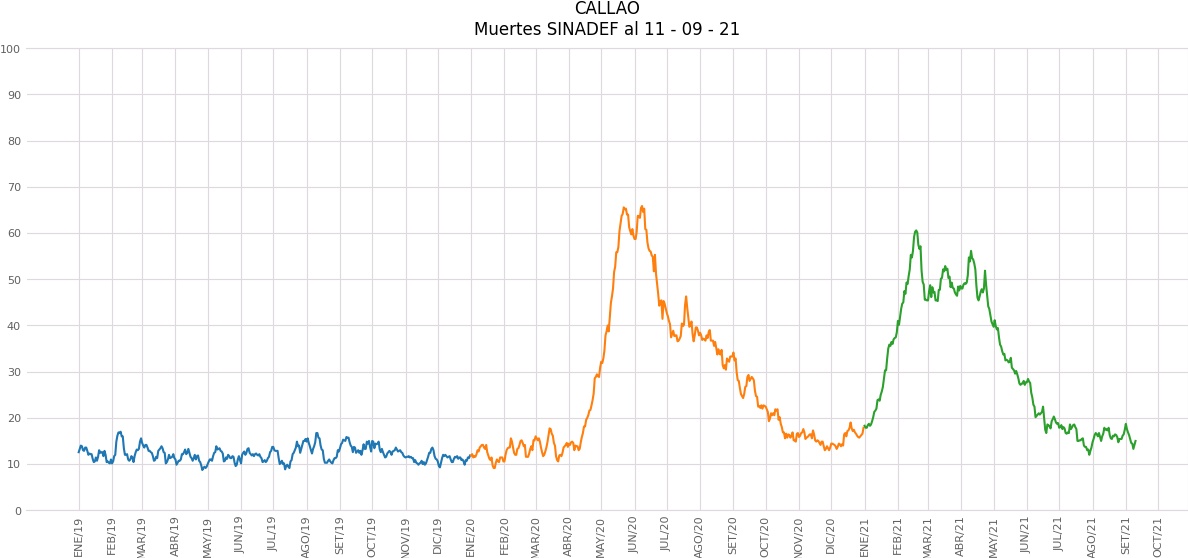 CALLAO
Muertes SINADEF al 11 - 09 - 21
100
90
80
70
60
50
40
30
20
10
0
ENE/19
FEB/19
MAR/19
ABR/19
MAY/19
JUN/19
JUL/19
AGO/19
SET/19
OCT/19
NOV/19
DIC/19
ENE/20
FEB/20
MAR/20
ABR/20
MAY/20
JUN/20
JUL/20
AGO/20
SET/20
OCT/20
NOV/20
DIC/20
ENE/21
FEB/21
MAR/21
ABR/21
MAY/21
JUN/21
JUL/21
AGO/21
SET/21
OCT/21